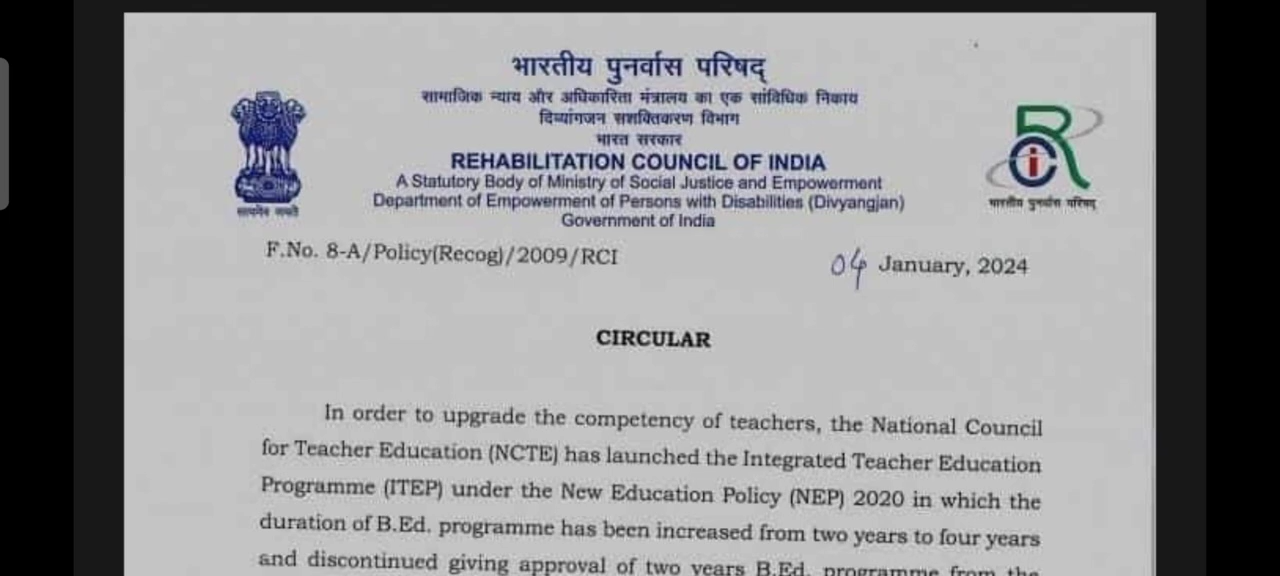 भारतीय पुनर्वास परिषद्
सामाजिक न्याय और अधिकारिता मंत्रालय का एक सांविधिक निकाय
दिव्यांगजन सशक्तिकरण विभाग
भारत सरकार
REHABILITATION COUNCIL OF INDIA
A Statutory Body of Ministry of Social Justice and Empowerment
Department of Empowerment of Persons with Disabilities (Divyangjan)
Government of India
सत्यमेव जयते
RCi
भारतीय पुनर्वास परिषद्
F.No. 8-A/Policy(Recog)/2009/RCI
04 January, 2024
CIRCULAR
In order to upgrade the competency of teachers, the National Council
for Teacher Education (NCTE) has launched the Integrated Teacher Education
Programme (ITEP) under the New Education Policy (NEP) 2020 in which the
duration of B.Ed. programme has been increased from two years to four years
and discontinued giving approval of two years B.Ed. programme from the